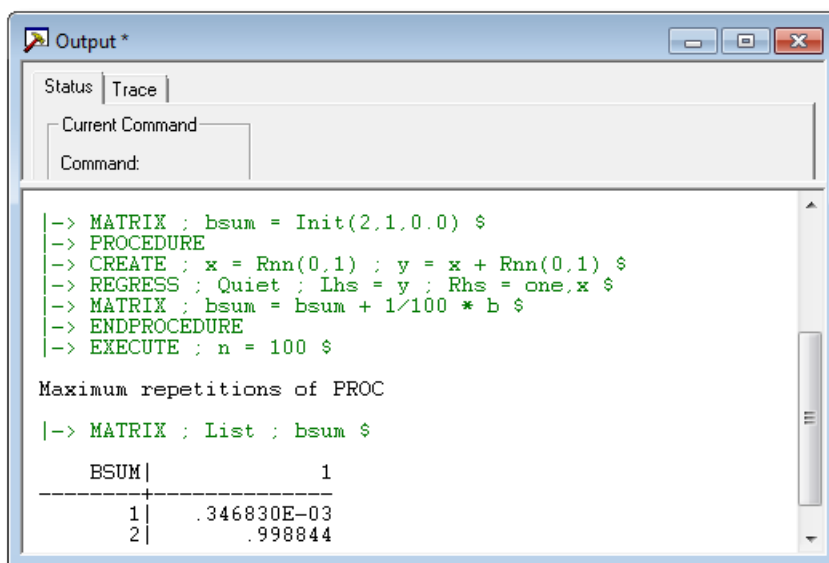 Output *
Status Trace
Current Command
Command:
|-> MATRIX ; bsum = Init(2,1,0.0) $
|-> PROCEDURE
|-> CREATE ; x = Rnn(0,1) ; y = x + Rnn(0,1) $
|-> REGRESS ; Quiet ; Lhs = y ; Rhs = one,x $
|-> MATRIX ; bsum = bsum + 1/100 * b $
|-> ENDPROCEDURE
|-> EXECUTE ; n = 100 $
Maximum repetitions of PROC
|-> MATRIX ; List ; bsum $
BSUM| 1
--------+--------------
1| .346830E-03
2| .998844